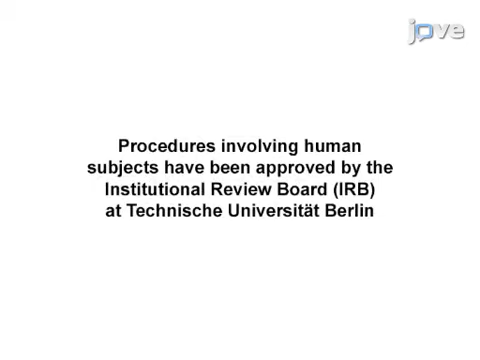 jove
Procedures involving human
subjects have been approved by the
Institutional Review Board (IRB)
at Technische Universität Berlin